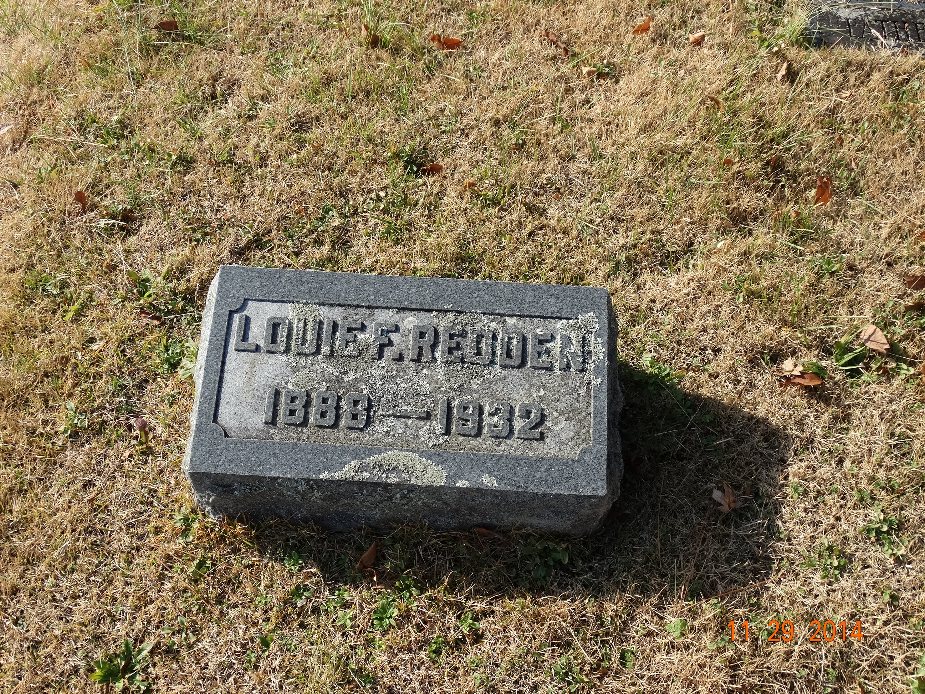 LOUIE F. REDDEN
1888 — 1932
11 29 2014